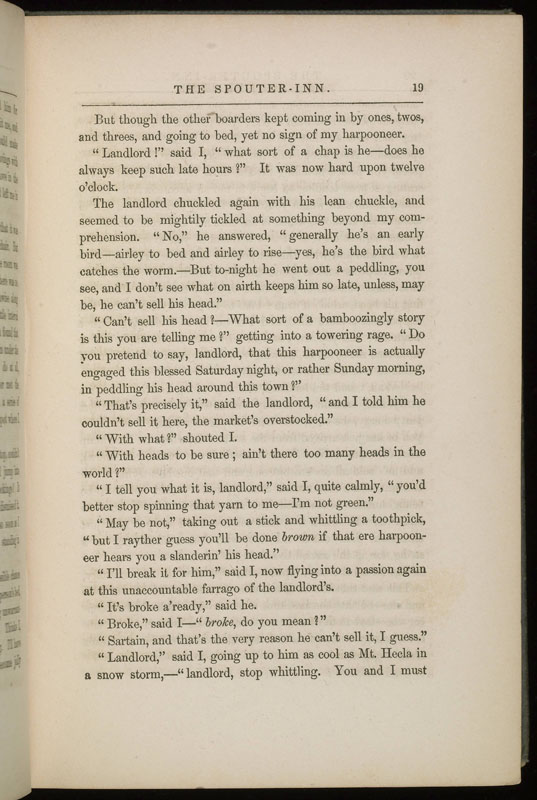 THE SPOUTER-INN. 19
But though the other boarders kept coming in by ones, twos,
and threes, and going to bed, yet no sign of my harpooneer.
“ Landlord !” said I, “ what sort of a chap is he—does he
always keep such late hours ?” It was now hard upon twelve
o’clock.
The landlord chuckled again with his lean chuckle, and
seemed to be mightily tickled at something beyond my com-
prehension. “ No,” he answered, “ generally he’s an early
bird—airley to bed and airley to rise—yes, he’s the bird what
catches the worm.—But to-night he went out a peddling, you
see, and I don’t see what on airth keeps him so late, unless, may
be, he can’t sell his head.”
“ Can’t sell his head ?—What sort of a bamboozingly story
is this you are telling me ?” getting into a towering rage. “ Do
you pretend to say, landlord, that this harpooneer is actually
engaged this blessed Saturday night, or rather Sunday morning,
in peddling his head around this town ?”
“ That’s precisely it,” said the landlord, “ and I told him he
couldn’t sell it here, the market’s overstocked.”
“ With what ?” shouted I.
“ With heads to be sure ; ain’t there too many heads in the
world ?”
“ I tell you what it is, landlord,” said I, quite calmly, “ you’d
better stop spinning that yarn to me—I’m not green.”
“ May be not,” taking out a stick and whittling a toothpick,
“ but I rayther guess you’ll be done brown if that ere harpoon-
eer hears you a slanderin’ his head.”
“ I’ll break it for him,” said I, now flying into a passion again
at this unaccountable farrago of the landlord’s.
“ It’s broke a’ready,” said he.
“ Broke,” said I—“ broke, do you mean ?”
“ Sartain, and that’s the very reason he can’t sell it, I guess.”
“ Landlord,” said I, going up to him as cool as Mt. Hecla in
a snow storm,—“ landlord, stop whittling. You and I must